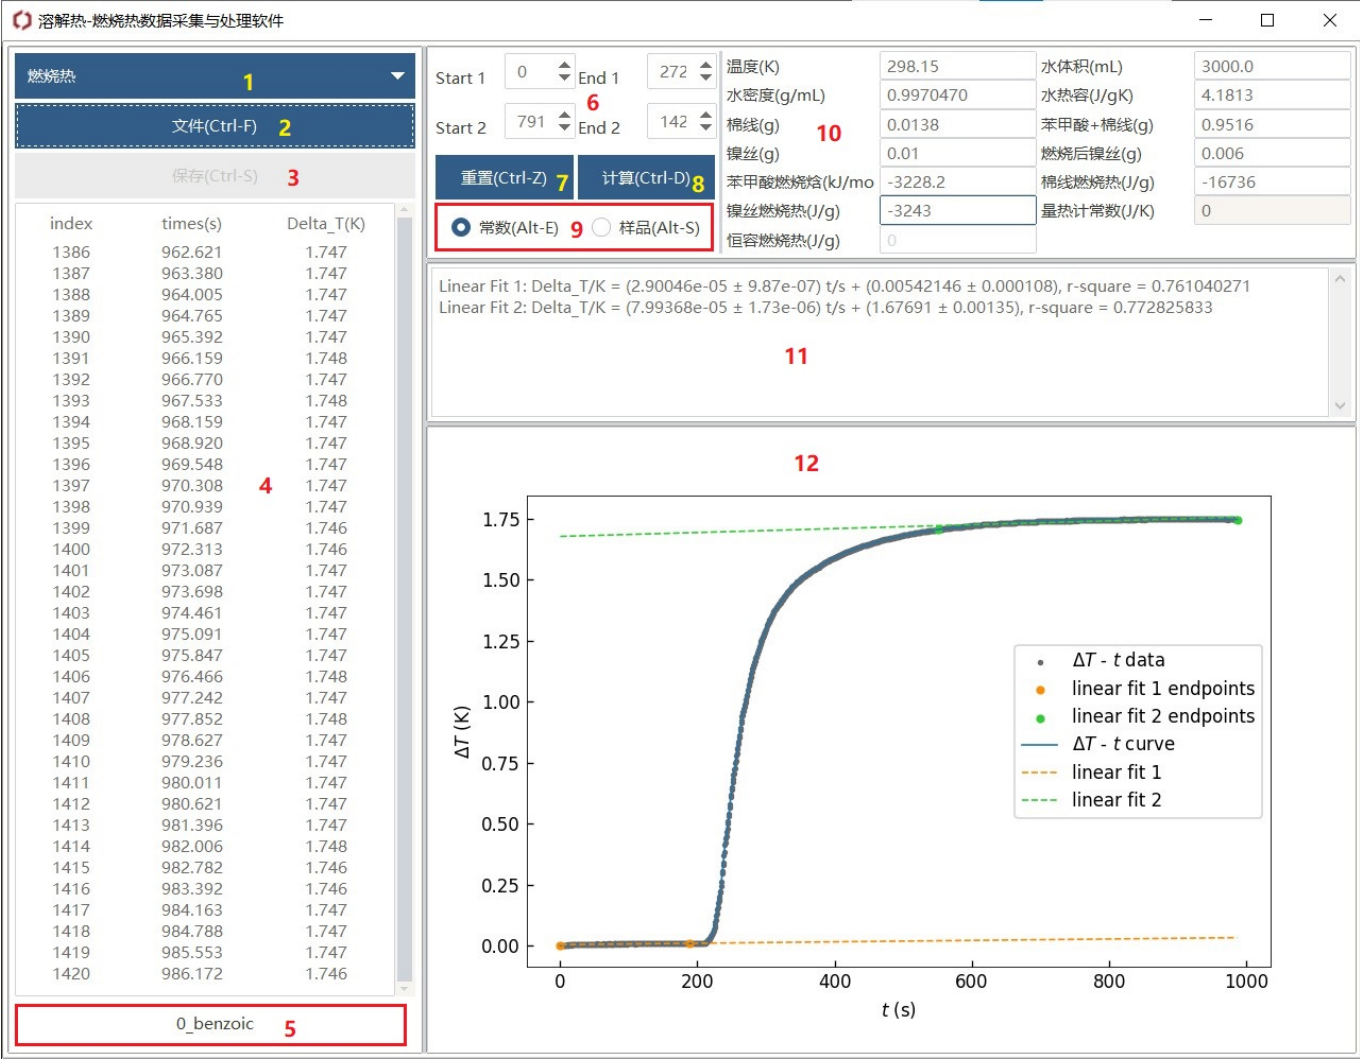 溶解热-燃烧热数据采集与处理软件
燃烧热
1
文件(Ctrl-F) 2
保存(Ctrl-S) 3
index times(s) Delta_T(K)
1386 962.621 1.747
1387 963.380 1.747
1388 964.005 1.747
1389 964.765 1.747
1390 965.392 1.747
1391 966.159 1.748
1392 966.770 1.747
1393 967.533 1.748
1394 968.159 1.747
1395 968.920 1.747
1396 969.548 1.747
1397 970.308 1.747
1398 970.939 1.747
1399 971.687 1.746
1400 972.313 1.746
1401 973.087 1.747
1402 973.698 1.747
1403 974.461 1.747
1404 975.091 1.747
1405 975.847 1.747
1406 976.466 1.748
1407 977.242 1.747
1408 977.852 1.748
1409 978.627 1.747
1410 979.236 1.747
1411 980.011 1.747
1412 980.621 1.747
1413 981.396 1.747
1414 982.006 1.748
1415 982.782 1.746
1416 983.392 1.746
1417 984.163 1.747
1418 984.788 1.747
1419 985.553 1.747
1420 986.172 1.746
4
0_benzoic 5
Start 1 0 End 1 272
6
Start 2 791 End 2 142
重置(Ctrl-Z) 7 计算(Ctrl-D) 8
常数(Alt-E) 9 样品(Alt-S)
温度(K) 298.15 水体积(mL) 3000.0
水密度(g/mL) 0.9970470 水热容(J/gK) 4.1813
棉线(g) 0.0138 苯甲酸+棉线(g) 0.9516
10
镍丝(g) 0.01 燃烧后镍丝(g) 0.006
苯甲酸燃烧焓(kJ/mo -3228.2 棉线燃烧热(J/g) -16736
镍丝燃烧热(J/g) -3243 量热计常数(J/K) 0
恒容燃烧热(J/g) 0
Linear Fit 1: Delta_T/K = (2.90046e-05 ± 9.87e-07) t/s + (0.00542146 ± 0.000108), r-square = 0.761040271
Linear Fit 2: Delta_T/K = (7.99368e-05 ± 1.73e-06) t/s + (1.67691 ± 0.00135), r-square = 0.772825833
11
12
1.75
1.50
1.25
1.00
0.75
0.50
0.25
0.00
ΔT (K)
ΔT - t data
linear fit 1 endpoints
linear fit 2 endpoints
ΔT - t curve
linear fit 1
linear fit 2
0 200 400 600 800 1000
t (s)